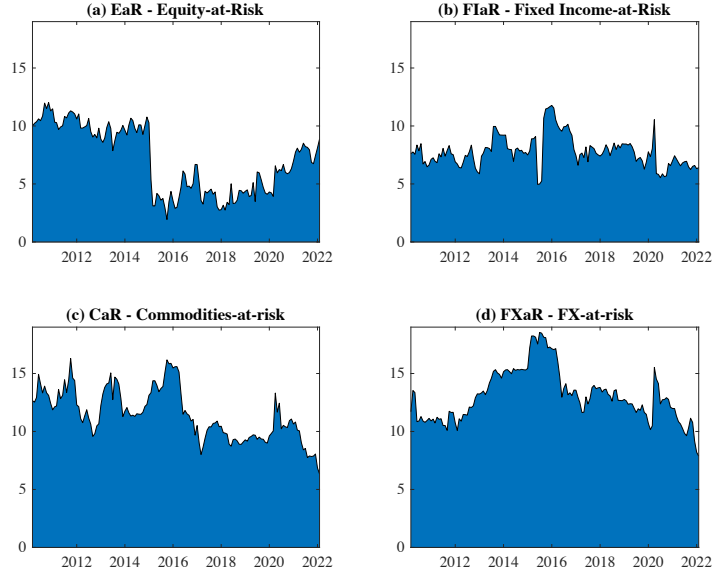 (a) EaR - Equity-at-Risk
15
10
5
0
2012 2014 2016 2018 2020 2022
(b) FIaR - Fixed Income-at-Risk
15
10
5
0
2012 2014 2016 2018 2020 2022
(c) CaR - Commodities-at-risk
15
10
5
0
2012 2014 2016 2018 2020 2022
(d) FXaR - FX-at-risk
15
10
5
0
2012 2014 2016 2018 2020 2022